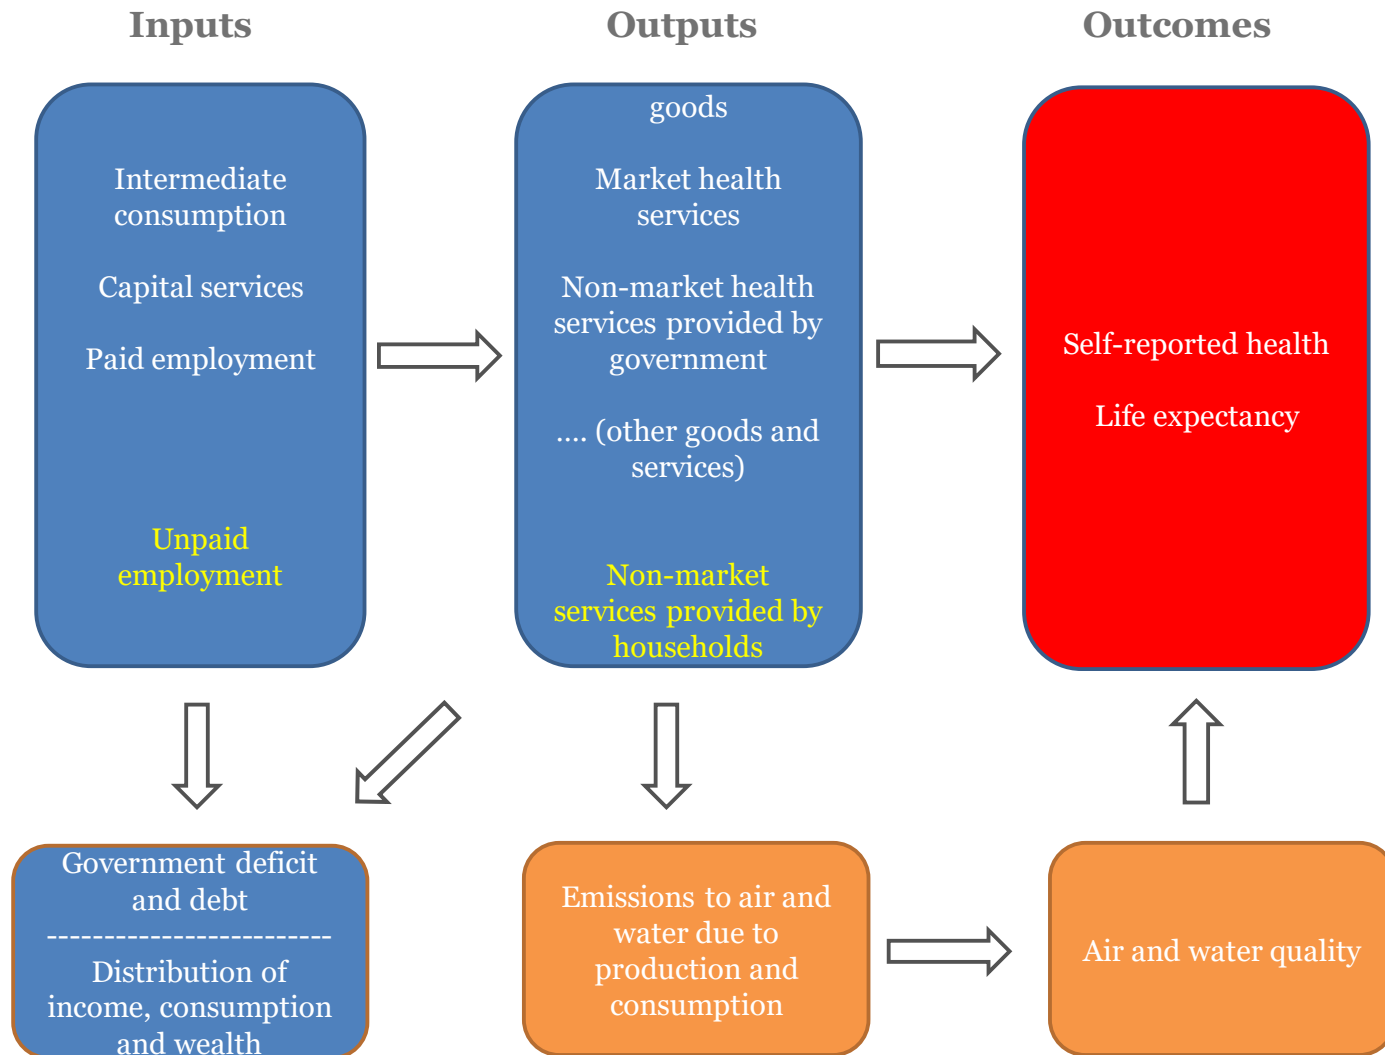 Inputs
Outputs
Outcomes
Intermediate
consumption
Capital services
Paid employment
Unpaid
employment
goods
Market health
services
Non-market health
services provided by
government
.... (other goods and
services)
Non-market
services provided by
households
Self-reported health
Life expectancy
Government deficit
and debt
-------------------------
Distribution of
income, consumption
and wealth
Emissions to air and
water due to
production and
consumption
Air and water quality